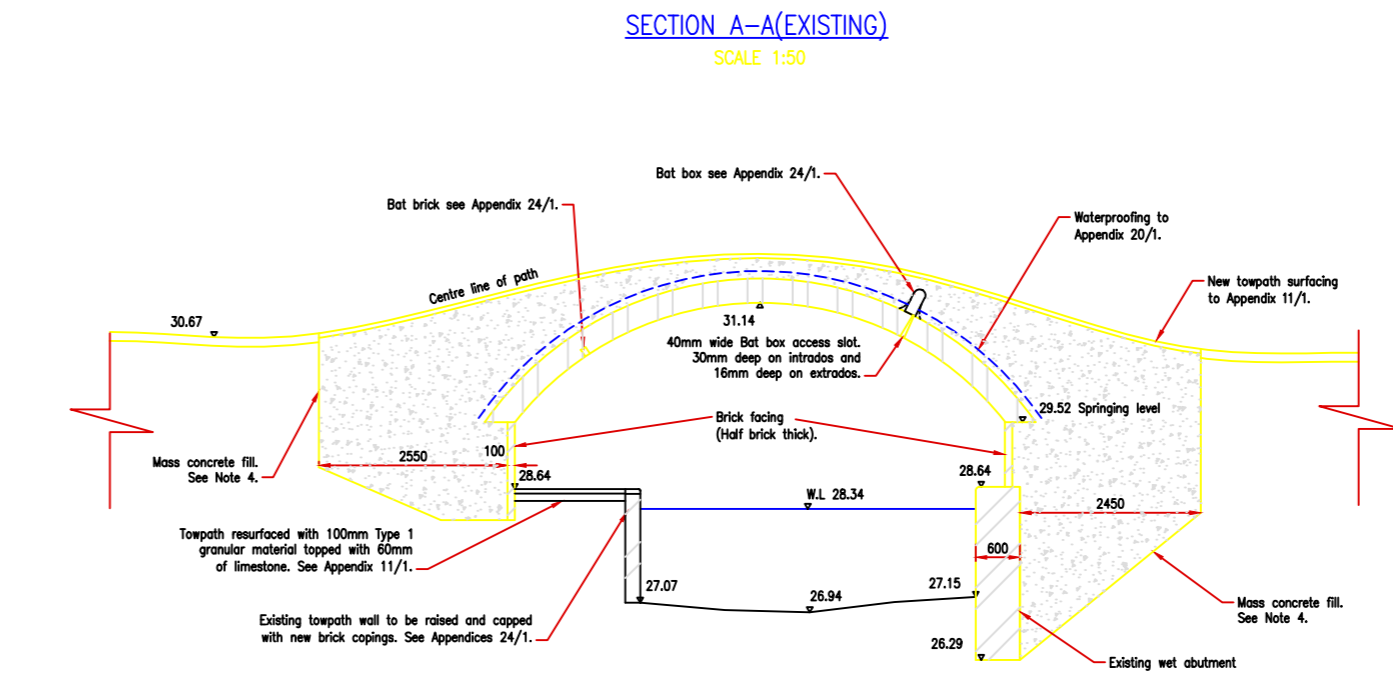 SECTION A-A(EXISTING)
SCALE 1:50
Bat box see Appendix 24/1.
Bat brick see Appendix 24/1.
Waterproofing to
Appendix 20/1.
Centre line of path
New towpath surfacing
to Appendix 11/1.
30.67
31.14
40mm wide Bat box access slot.
30mm deep on intrados and
16mm deep on extrados.
29.52 Springing level
Brick facing
(Half brick thick).
Mass concrete fill.
See Note 4.
2550
100
28.64
28.64
W.L 28.34
2450
Towpath resurfaced with 100mm Type 1
granular material topped with 60mm
of limestone. See Appendix 11/1.
600
27.07
26.94
27.15
Existing towpath wall to be raised and capped
with new brick copings. See Appendices 24/1.
26.29
Mass concrete fill.
See Note 4.
Existing wet abutment